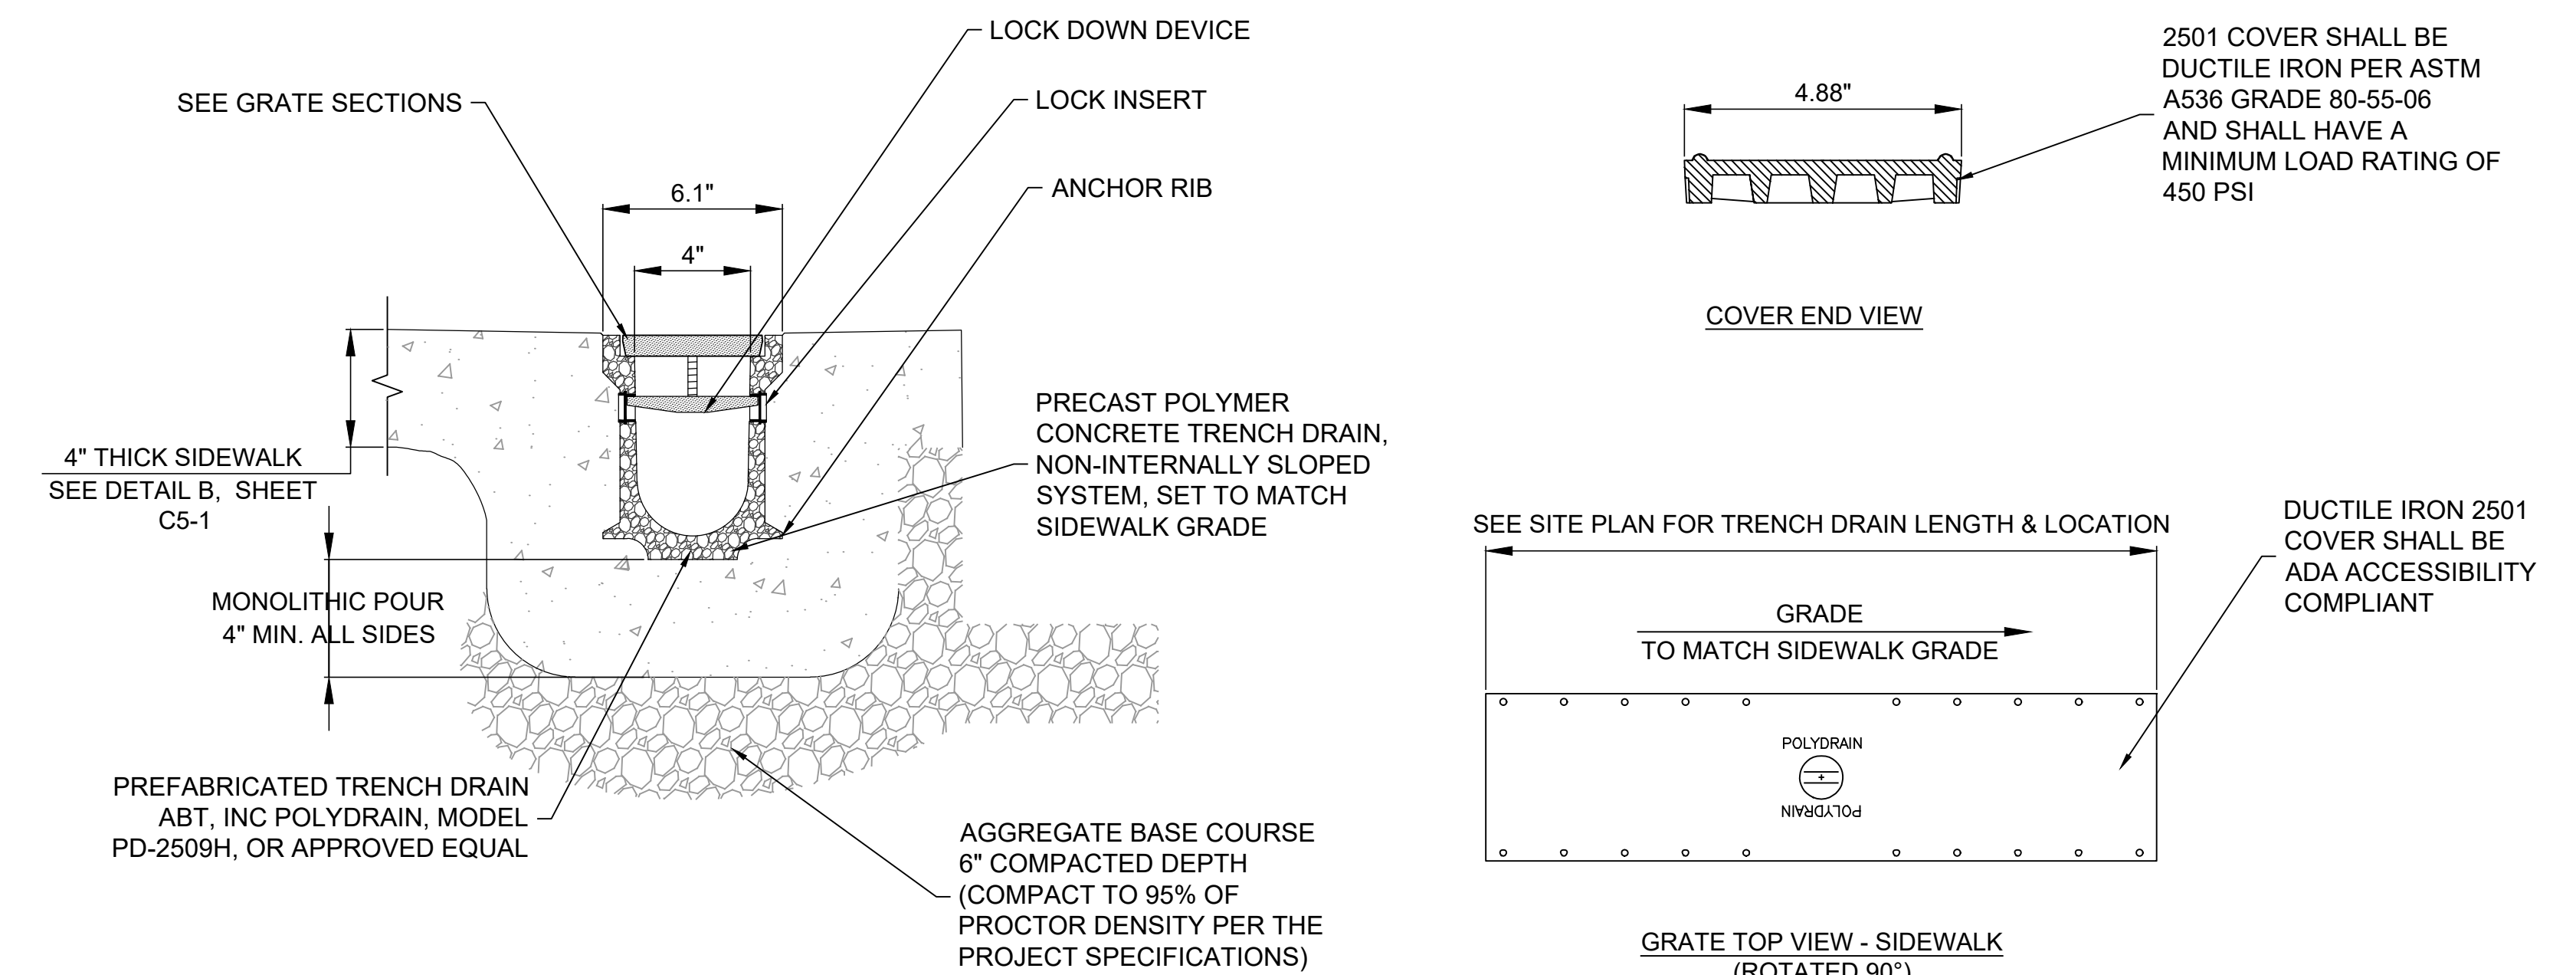 LOCK DOWN DEVICE
SEE GRATE SECTIONS
LOCK INSERT
ANCHOR RIB
6.1"
4"
4" THICK SIDEWALK
SEE DETAIL B, SHEET
C5-1
MONOLITHIC POUR
4" MIN. ALL SIDES
PRECAST POLYMER
CONCRETE TRENCH DRAIN,
NON-INTERNALLY SLOPED
SYSTEM, SET TO MATCH
SIDEWALK GRADE
PREFABRICATED TRENCH DRAIN
ABT, INC POLYDRAIN, MODEL
PD-2509H, OR APPROVED EQUAL
AGGREGATE BASE COURSE
6" COMPACTED DEPTH
(COMPACT TO 95% OF
PROCTOR DENSITY PER THE
PROJECT SPECIFICATIONS)
4.88"
2501 COVER SHALL BE
DUCTILE IRON PER ASTM
A536 GRADE 80-55-06
AND SHALL HAVE A
MINIMUM LOAD RATING OF
450 PSI
COVER END VIEW
SEE SITE PLAN FOR TRENCH DRAIN LENGTH & LOCATION
GRADE
TO MATCH SIDEWALK GRADE
DUCTILE IRON 2501
COVER SHALL BE
ADA ACCESSIBILITY
COMPLIANT
POLYDRAIN
POLYDRAIN
GRATE TOP VIEW - SIDEWALK
(ROTATED 90°)